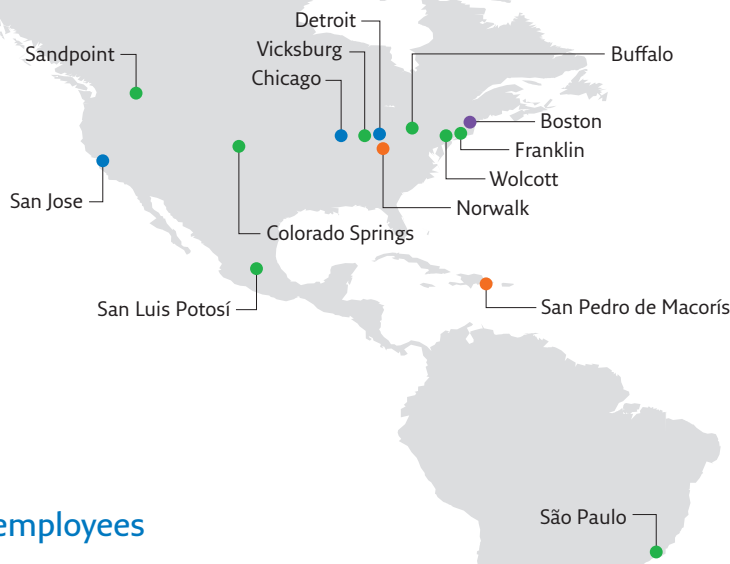 Detroit
Sandpoint
Vicksburg
Buffalo
Chicago
Boston
Franklin
Wolcott
San Jose
Norwalk
Colorado Springs
San Luis Potosí
San Pedro de Macorís
São Paulo
employees